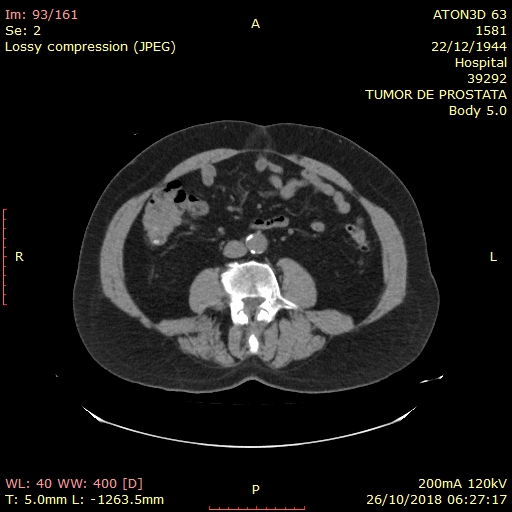 Im: 93/161
Se: 2
Lossy compression (JPEG)
A
ATON3D 63
1581
22/12/1944
Hospital
39292
TUMOR DE PROSTATA
Body 5.0
R
L
WL: 40 WW: 400 [D]
T: 5.0mm L: -1263.5mm
P
200mA 120kV
26/10/2018 06:27:17